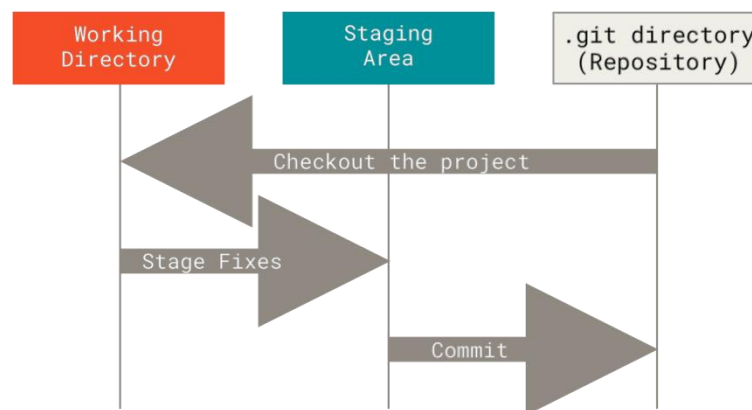 Working
Directory
Staging
Area
.git directory
(Repository)
Checkout the project
Stage Fixes
Commit